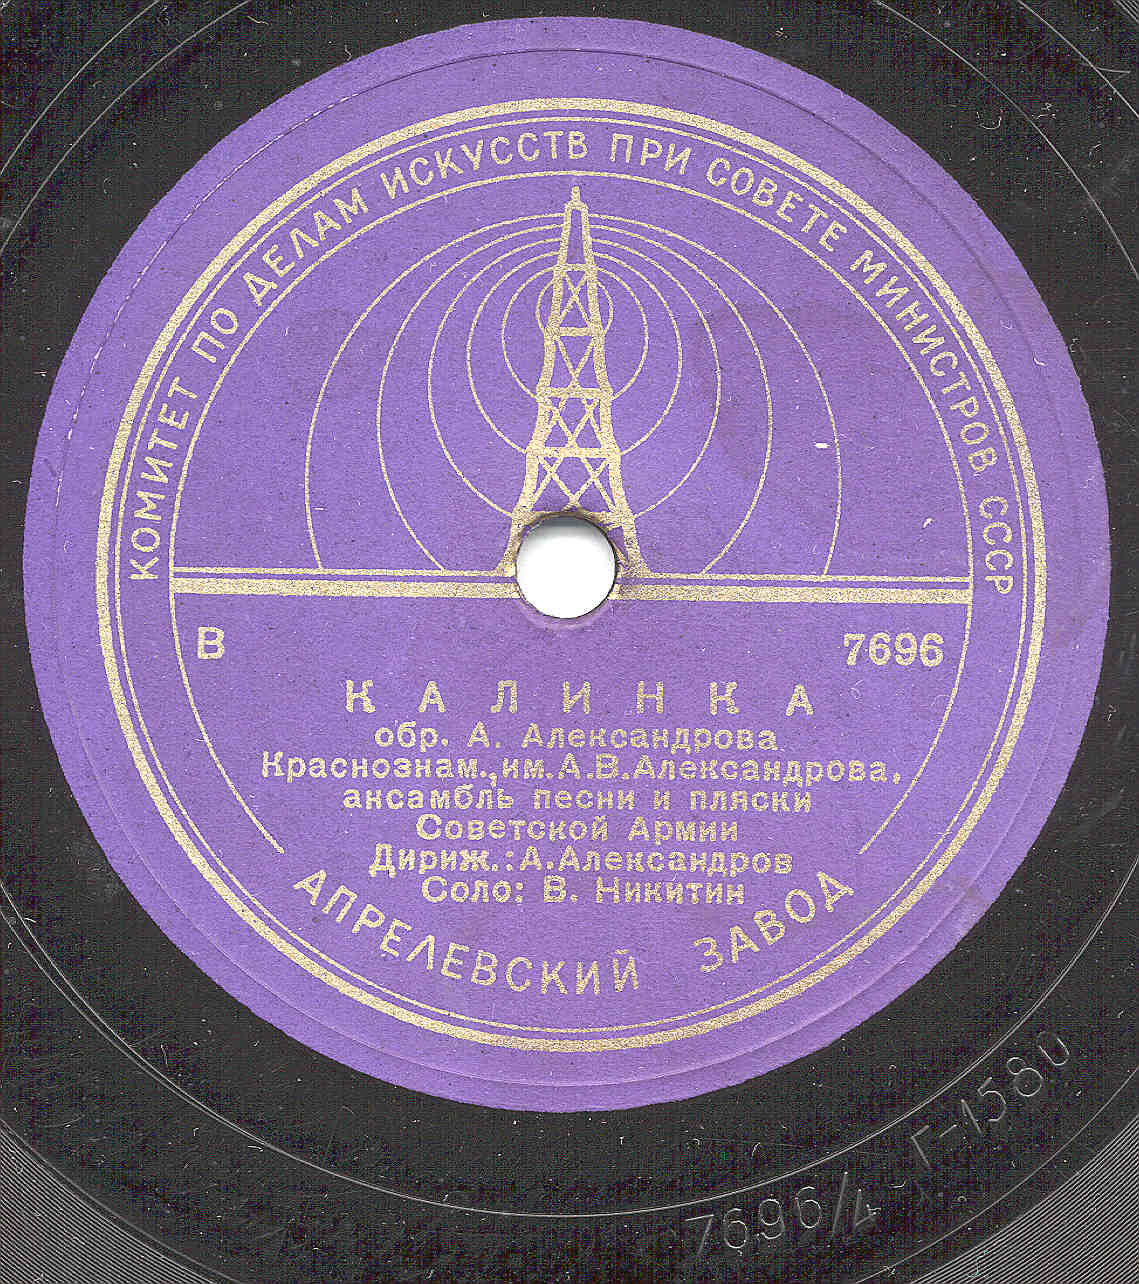 КОМИТЕТ ПО ДЕЛАМ ИСКУССТВ ПРИ СОВЕТЕ МИНИСТРОВ СССР
В 7696
КАЛИНКА
обр. А. Александрова
Краснознам., им.А.В.Александрова,
ансамбль песни и пляски
Советской Армии
Дириж.: А.Александров
Соло: В. Никитин
АПРЕЛЕВСКИЙ ЗАВОД
7696/4 Г-1580